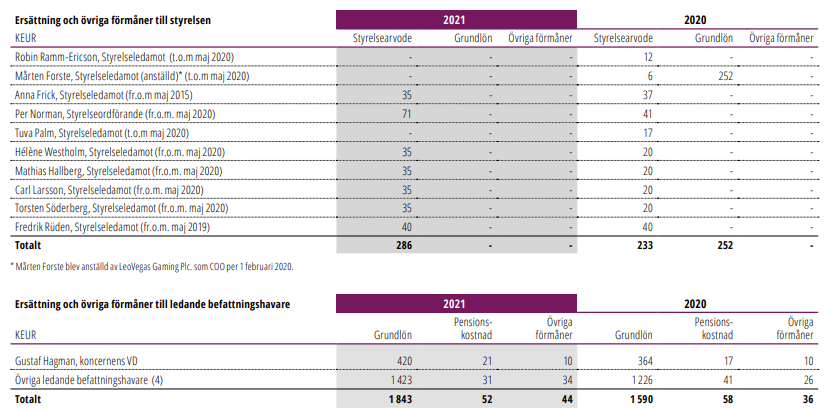 Ersättning och övriga förmåner till styrelsen 2021 2020
KEUR Styrelsearvode Grundlön Övriga förmåner Styrelsearvode Grundlön Övriga förmåner
Robin Ramm-Ericson, Styrelseledamot (t.o.m maj 2020) - - - 12 - -
Mårten Forste, Styrelseledamot (anställd)* (t.o.m maj 2020) - - - 6 252 -
Anna Frick, Styrelseledamot (fr.o.m maj 2015) 35 - - 37 - -
Per Norman, Styrelseordförande (fr.o.m. maj 2020) 71 - - 41 - -
Tuva Palm, Styrelseledamot (t.o.m maj 2020) - - - 17 - -
Hélène Westholm, Styrelseledamot (fr.o.m. maj 2020) 35 - - 20 - -
Mathias Hallberg, Styrelseledamot (fr.o.m. maj 2020) 35 - - 20 - -
Carl Larsson, Styrelseledamot (fr.o.m. maj 2020) 35 - - 20 - -
Torsten Söderberg, Styrelseledamot (fr.o.m. maj 2020) 35 - - 20 - -
Fredrik Rüden, Styrelseledamot (fr.o.m. maj 2019) 40 - - 40 - -
Totalt 286 - - 233 252 -
* Mårten Forste blev anställd av LeoVegas Gaming Plc. som COO per 1 februari 2020.
Ersättning och övriga förmåner till ledande befattningshavare 2021 2020
KEUR Grundlön Pensions-kostnad Övriga förmåner Grundlön Pensions-kostnad Övriga förmåner
Gustaf Hagman, koncernens VD 420 21 10 364 17 10
Övriga ledande befattningshavare (4) 1 423 31 34 1 226 41 26
Totalt 1 843 52 44 1 590 58 36